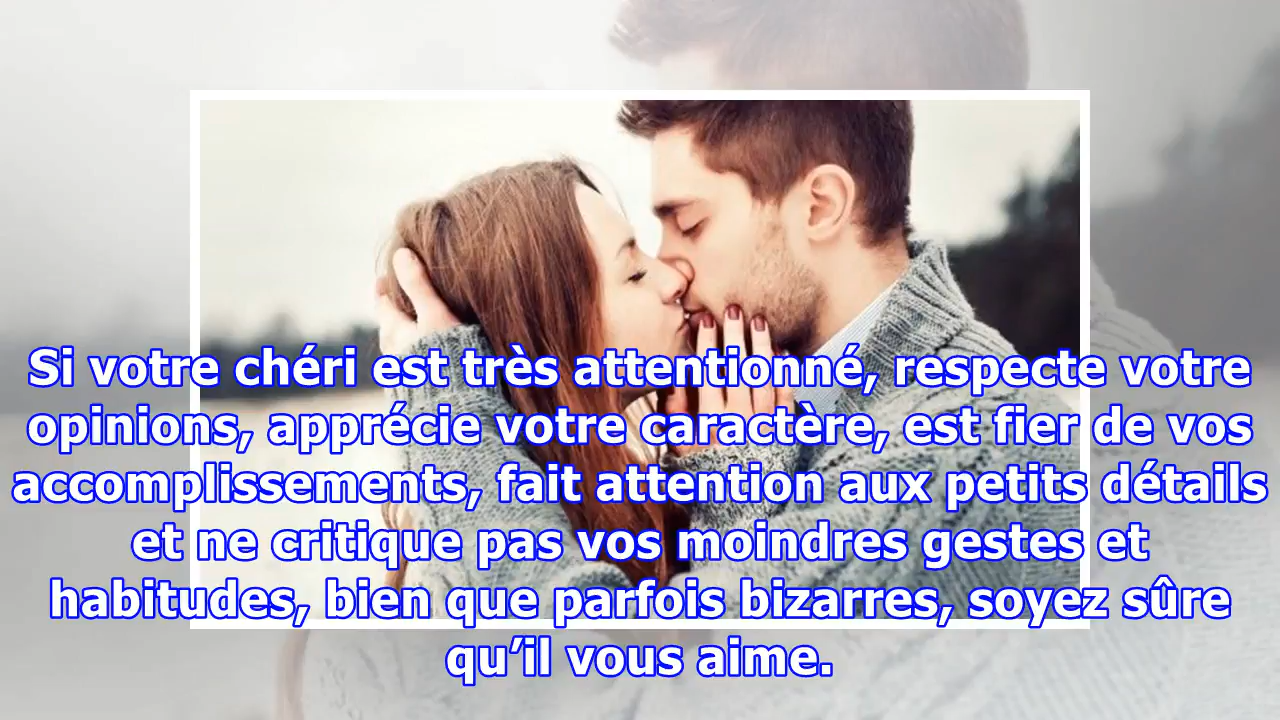 Si votre chéri est très attentionné, respecte votre
opinions, apprécie votre caractère, est fier de vos
accomplissements, fait attention aux petits détails
et ne critique pas vos moindres gestes et
habitudes, bien que parfois bizarres, soyez sûre
qu’il vous aime.